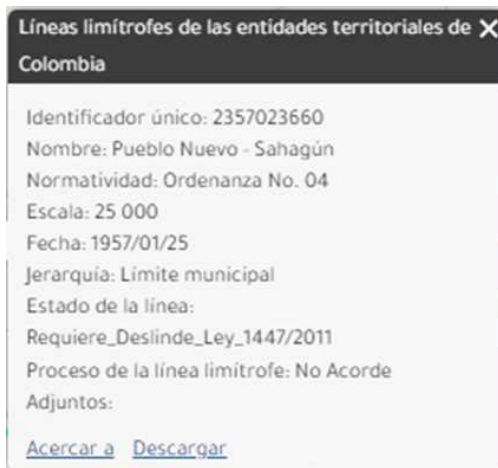 Líneas limítrofes de las entidades territoriales de X
Colombia
Identificador único: 2357023660
Nombre: Pueblo Nuevo - Sahagún
Normatividad: Ordenanza No. 04
Escala: 25 000
Fecha: 1957/01/25
Jerarquía: Límite municipal
Estado de la línea:
Requiere_Deslinde_Ley_1447/2011
Proceso de la línea limítrofe: No Acorde
Adjuntos:
Acercar a Descargar